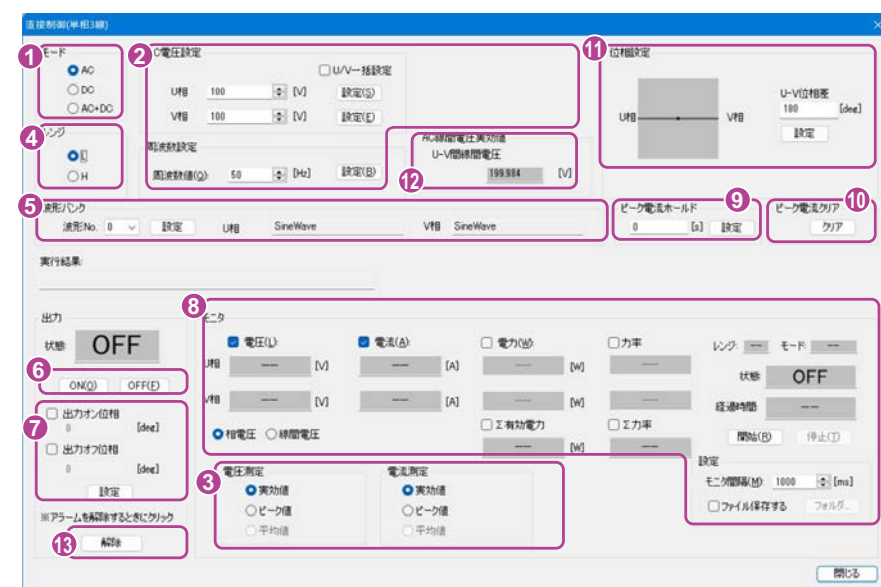 直接制御(単相3線)
1 モード
AC
DC
AC+DC
2 C電圧設定
U/V一括設定
U相 100 [V] 設定(S)
V相 100 [V] 設定(E)
周波数設定
周波数値(Q): 50 [Hz] 設定(B)
4 レンジ
L
H
AC線間電圧実効値
U-V間線間電圧
12 199.984 [V]
11 位相設定
U相 V相
U-V位相差
180 [deg]
設定
5 波形バンク
波形No. 0 設定 U相 SineWave V相 SineWave
ピーク電流ホールド 9
0 [s] 設定
ピーク電流クリア 10
クリア
実行結果:
出力
状態: OFF
6 ON(O) OFF(F)
7 出力オン位相
0 [deg]
出力オフ位相
0 [deg]
設定
※アラームを解除するときにクリック
13 解除
8 モニタ
電圧(L): 電流(A): 電力(W): 力率
U相 --- [V] --- [A] --- [W] ---
V相 --- [V] --- [A] --- [W] ---
相電圧 線間電圧
Σ有効電力 Σ力率
--- [W] ---
レンジ: -- モード: --
状態: OFF
経過時間: --
開始(R) 停止(T)
設定
モニタ間隔(M): 1000 [ms]
ファイル保存する フォルダ...
3 電圧測定
実効値
ピーク値
平均値
電流測定
実効値
ピーク値
平均値
閉じる